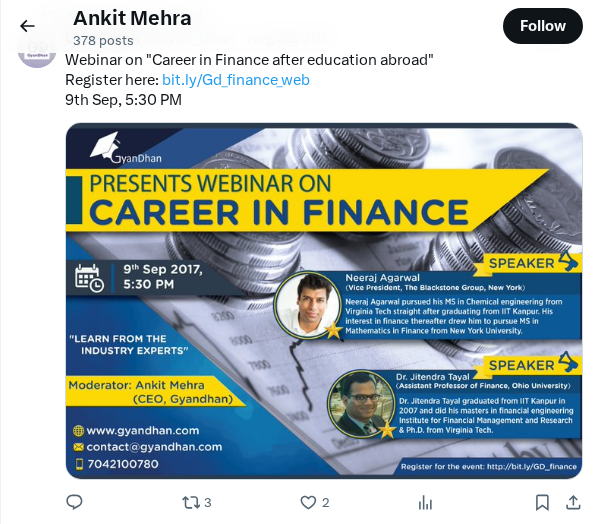 Ankit Mehra
378 posts
Follow
GyanDhan
Webinar on "Career in Finance after education abroad"
Register here: bit.ly/Gd_finance_web
9th Sep, 5:30 PM
GyanDhan
PRESENTS WEBINAR ON
CAREER IN FINANCE
9th Sep 2017,
5:30 PM
SPEAKER
Neeraj Agarwal
(Vice President, The Blackstone Group, New York)
Neeraj Agarwal pursued his MS in Chemical engineering from
Virginia Tech straight after graduating from IIT Kanpur. His
interest in finance thereafter drew him to pursue MS in
Mathematics in Finance from New York University.
"LEARN FROM THE
INDUSTRY EXPERTS"
SPEAKER
Dr. Jitendra Tayal
(Assistant Professor of Finance, Ohio University)
Dr. Jitendra Tayal graduated from IIT Kanpur in
2007 and did his masters in financial engineering
Institute for Financial Management and Research
& Ph.D. from Virginia Tech.
Moderator: Ankit Mehra
(CEO, Gyandhan)
www.gyandhan.com
contact@gyandhan.com
7042100780
Register for the event: http://bit.ly/GD_finance
3
2